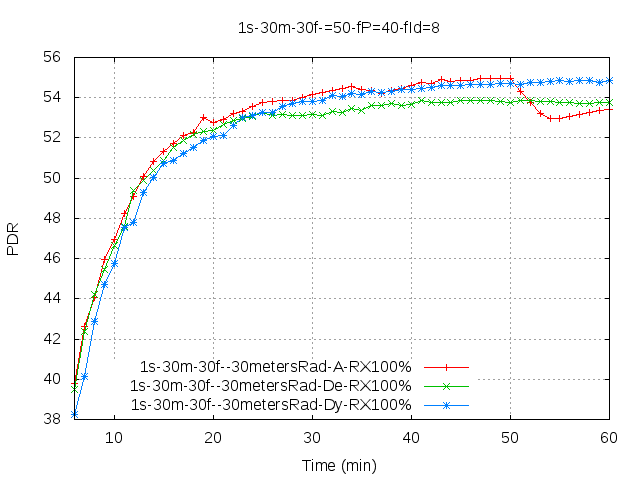 1s-30m-30f-=50-fP=40-fId=8
56
54
52
50
48
46
44
42
40
38
PDR
1s-30m-30f--30metersRad-A-RX100%
1s-30m-30f--30metersRad-De-RX100%
1s-30m-30f--30metersRad-Dy-RX100%
10 20 30 40 50 60
Time (min)